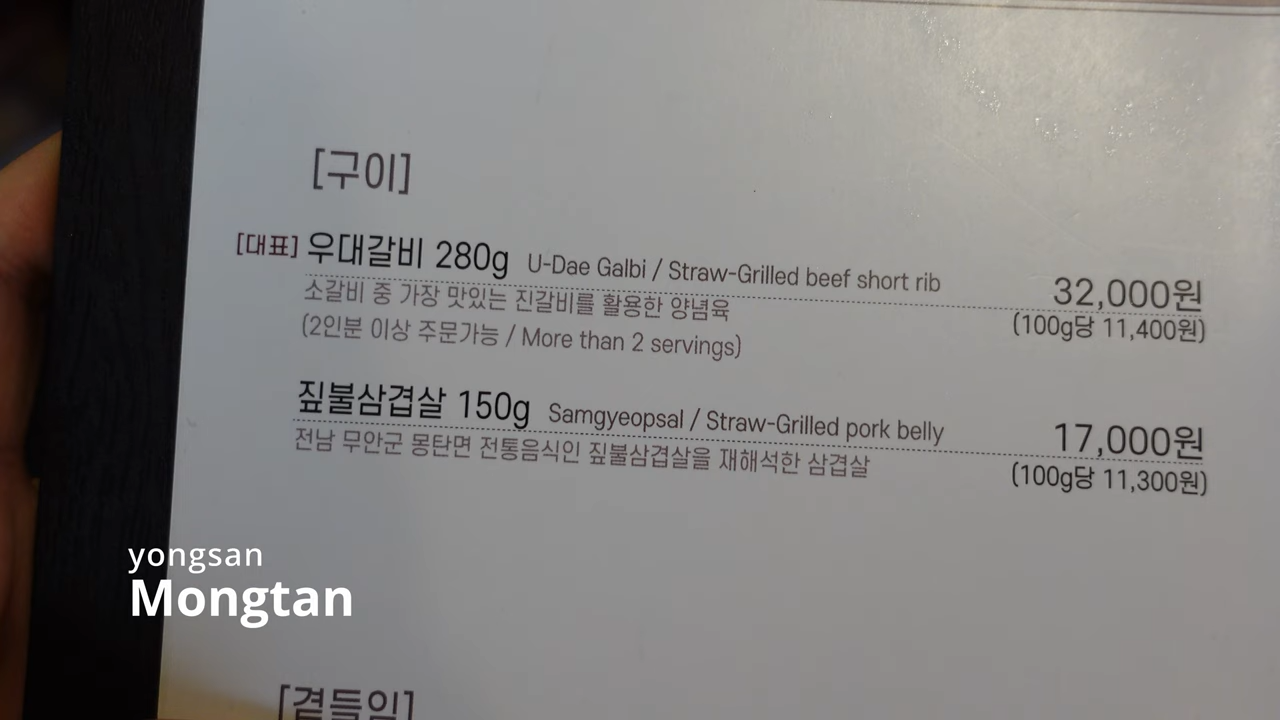 [구이]
[대표] 우대갈비 280g U-Dae Galbi / Straw-Grilled beef short rib 32,000원
소갈비 중 가장 맛있는 진갈비를 활용한 양념육 (100g당 11,400원)
(2인분 이상 주문가능 / More than 2 servings)
짚불삼겹살 150g Samgyeopsal / Straw-Grilled pork belly 17,000원
전남 무안군 몽탄면 전통음식인 짚불삼겹살을 재해석한 삼겹살 (100g당 11,300원)
yongsan
Mongtan
[곁들임]